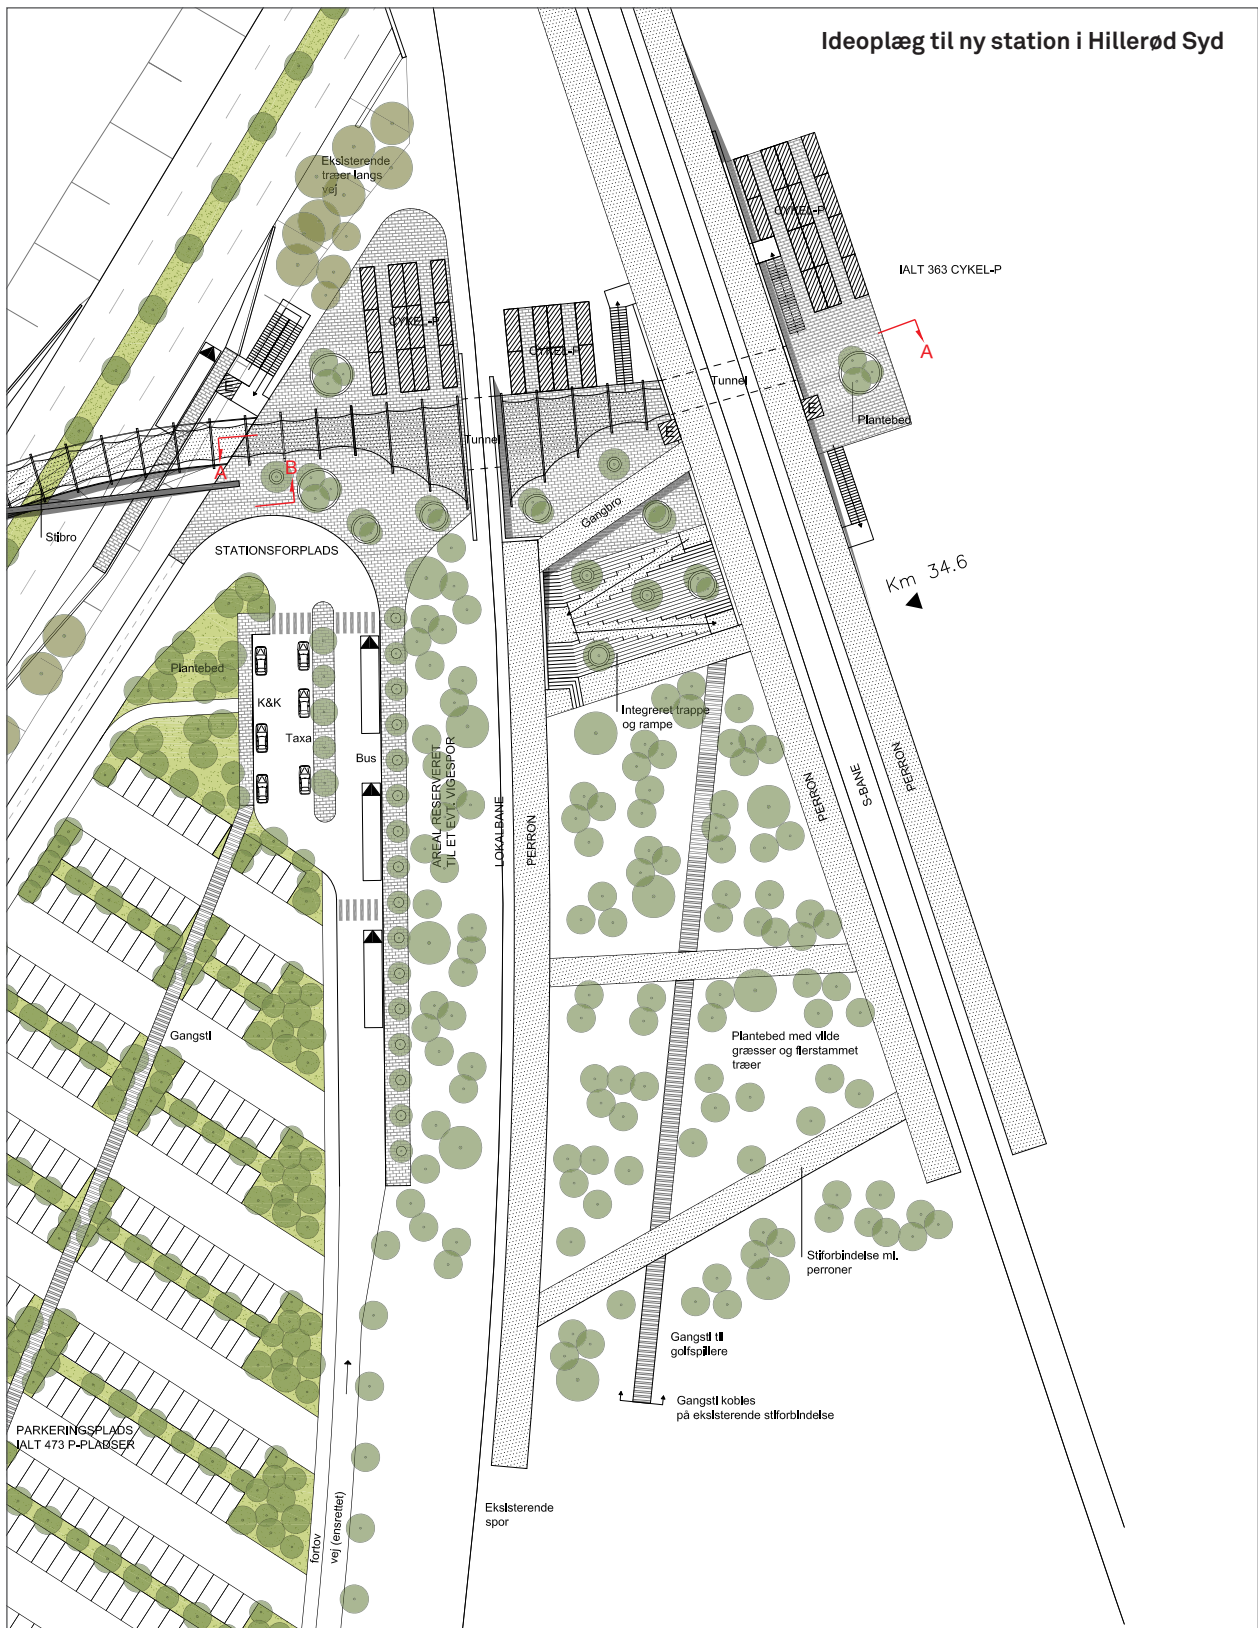 Ideoplæg til ny station i Hillerød Syd
Eksisterende
træer langs
vej
CYKEL-P
IALT 363 CYKEL-P
CYKEL-P
CYKEL-P
A
Tunnel
E
E
E
Plantebed
Tunnel
A
B
Gangbro
Stibro
STATIONSFORPLADS
Km 34.6
Plantebed
K&K
Taxa
Bus
Integreret trappe
og rampe
AREAL RESERVERET
TIL ET EVT. VIGESPOR
LOKALBANE
PERRON
PERRON
S-BANE
PERRON
Gangsti
Plantebed med vilde
græsser og flerstammet
træer
Stiforbindelse ml.
perroner
Gangsti til
golfspillere
Gangsti kobles
på eksisterende stiforbindelse
PARKERINGSPLADS
IALT 473 P-PLADSER
Eksisterende
spor
fortov
vej (ensrettet)